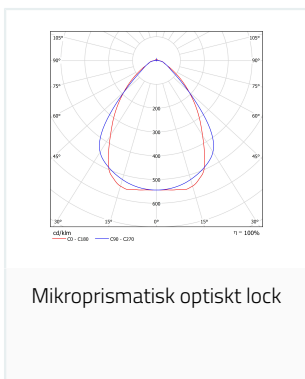 105° 105°
90° 90°
75° 75°
60° 60°
45° 45°
200
300
400
500
600
30° 15° 0° 15° 30°
cd/klm η = 100%
C0 - C180 C90 - C270
Mikroprismatisk optiskt lock